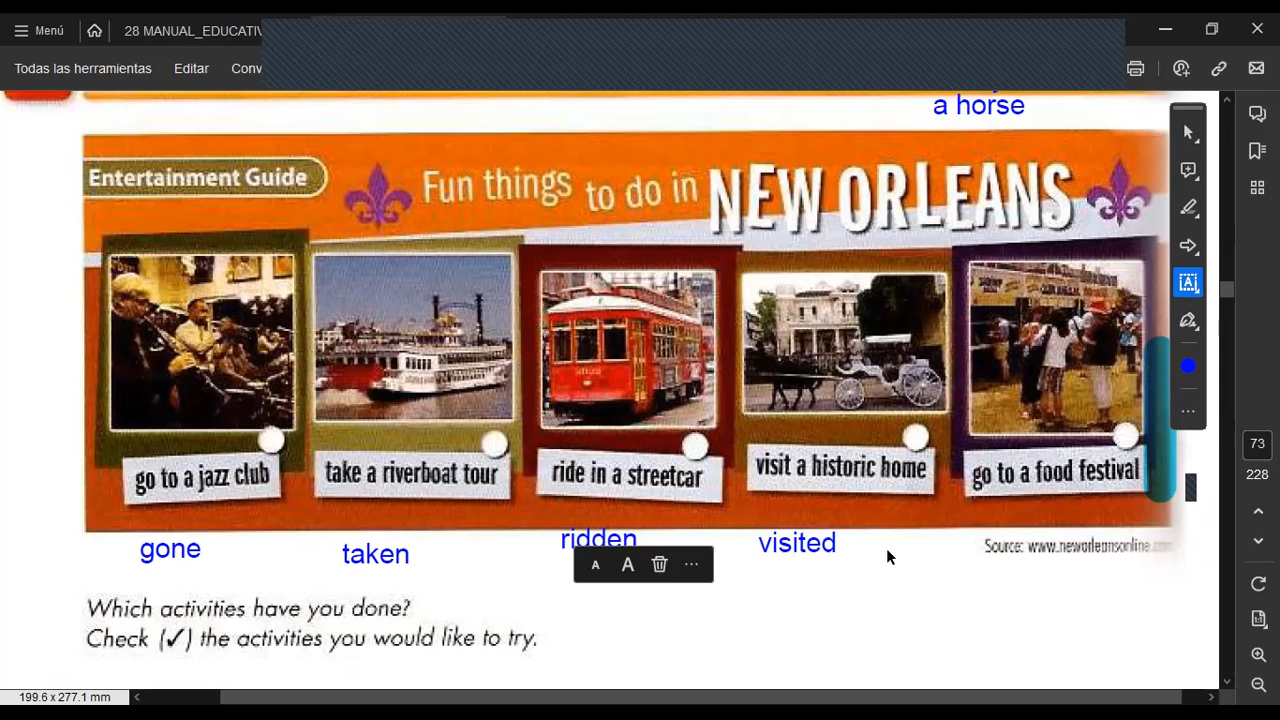 Menú
28 MANUAL_EDUCATIV
Todas las herramientas
Editar
Conv
a horse
Entertainment Guide
Fun things to do in NEW ORLEANS
go to a jazz club
take a riverboat tour
ride in a streetcar
visit a historic home
go to a food festival
gone
taken
ridden
visited
Source: www.neworleansonline.com
A A
Which activities have you done?
Check (✓) the activities you would like to try.
73
228
199.6 x 277.1 mm